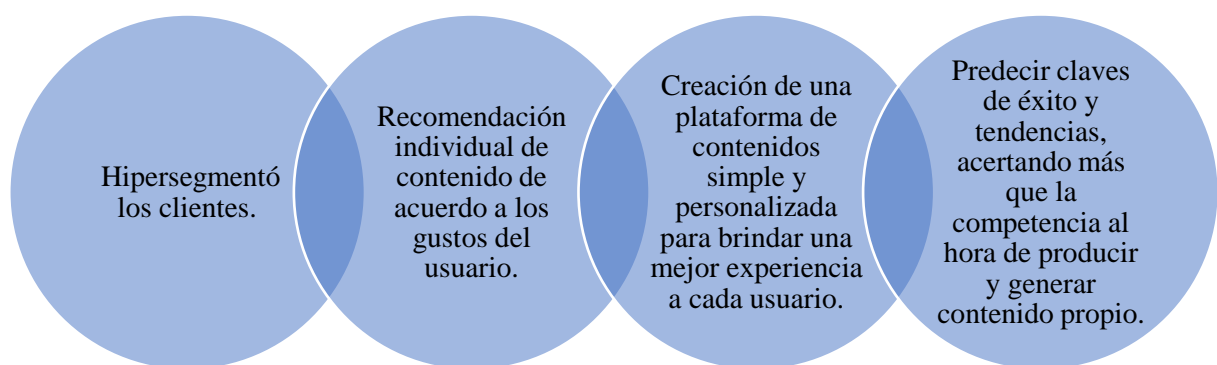 Hipersegmentó
los clientes.
Recomendación
individual de
contenido de
acuerdo a los
gustos del
usuario.
Creación de una
plataforma de
contenidos
simple y
personalizada
para brindar una
mejor experiencia
a cada usuario.
Predecir claves
de éxito y
tendencias,
acertando más
que la
competencia al
hora de producir
y generar
contenido propio.